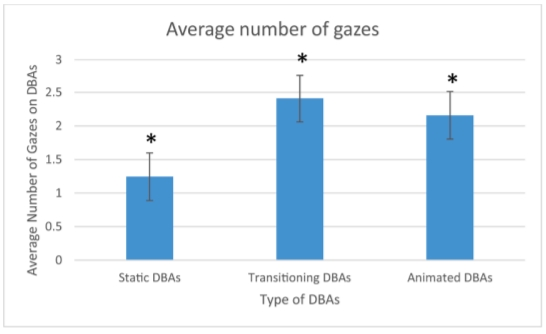 Average number of gazes
Average Number of Gazes on DBAs
3
2.5
2
1.5
1
0.5
0
*
*
*
Static DBAs
Transitioning DBAs
Animated DBAs
Type of DBAs